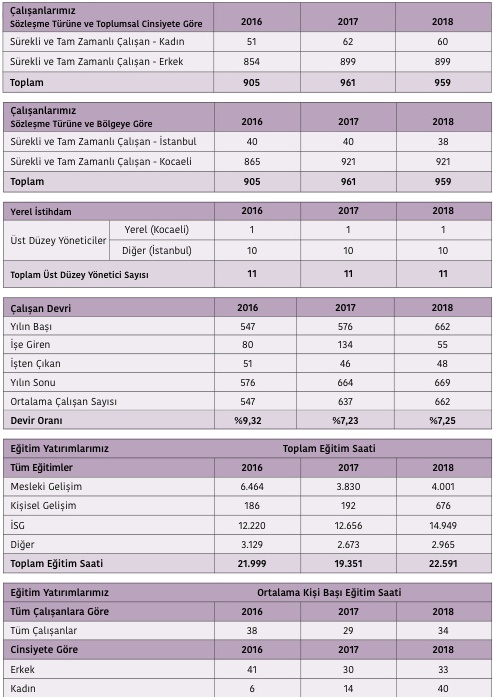 Çalışanlarımız
Sözleşme Türüne ve Toplumsal Cinsiyete Göre 2016 2017 2018
Sürekli ve Tam Zamanlı Çalışan - Kadın 51 62 60
Sürekli ve Tam Zamanlı Çalışan - Erkek 854 899 899
Toplam 905 961 959
Çalışanlarımız
Sözleşme Türüne ve Bölgeye Göre 2016 2017 2018
Sürekli ve Tam Zamanlı Çalışan - İstanbul 40 40 38
Sürekli ve Tam Zamanlı Çalışan - Kocaeli 865 921 921
Toplam 905 961 959
Yerel İstihdam 2016 2017 2018
Üst Düzey Yöneticiler Yerel (Kocaeli) 1 1 1
Diğer (İstanbul) 10 10 10
Toplam Üst Düzey Yönetici Sayısı 11 11 11
Çalışan Devri 2016 2017 2018
Yılın Başı 547 576 662
İşe Giren 80 134 55
İşten Çıkan 51 46 48
Yılın Sonu 576 664 669
Ortalama Çalışan Sayısı 547 637 662
Devir Oranı %9,32 %7,23 %7,25
Eğitim Yatırımlarımız Toplam Eğitim Saati
Tüm Eğitimler 2016 2017 2018
Mesleki Gelişim 6.464 3.830 4.001
Kişisel Gelişim 186 192 676
İSG 12.220 12.656 14.949
Diğer 3.129 2.673 2.965
Toplam Eğitim Saati 21.999 19.351 22.591
Eğitim Yatırımlarımız Ortalama Kişi Başı Eğitim Saati
Tüm Çalışanlara Göre 2016 2017 2018
Tüm Çalışanlar 38 29 34
Cinsiyete Göre 2016 2017 2018
Erkek 41 30 33
Kadın 6 14 40